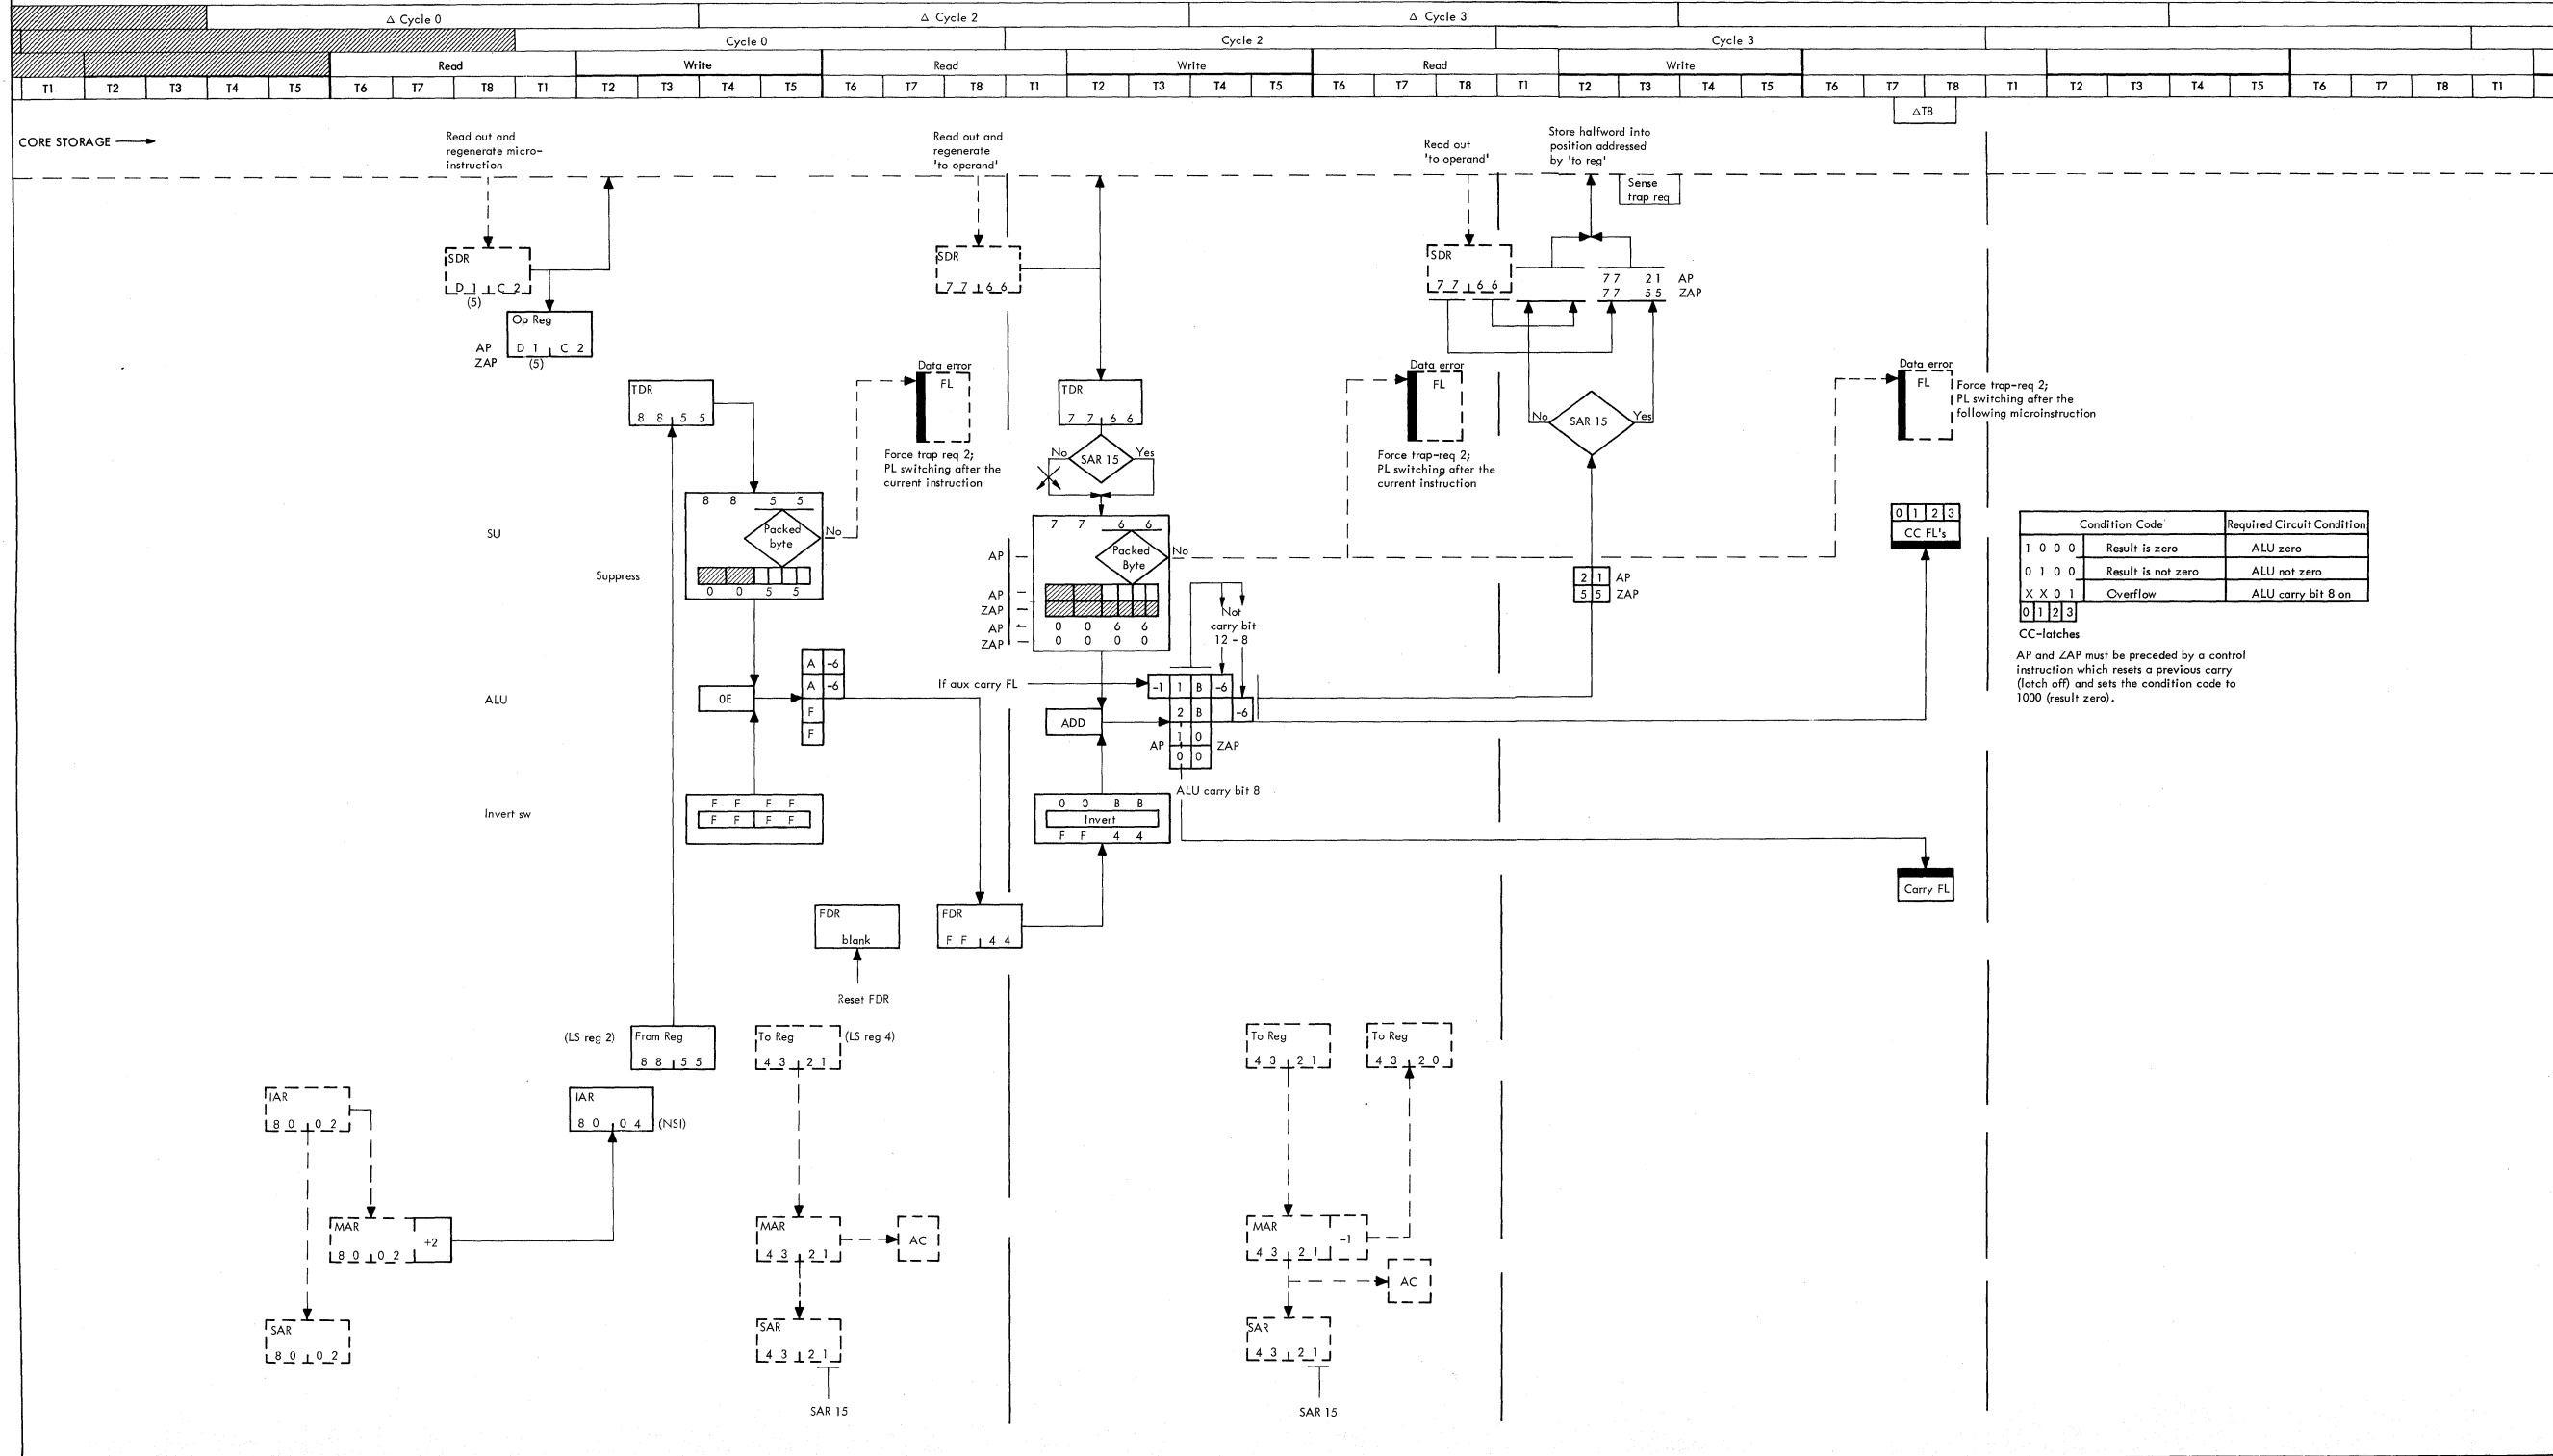 Δ Cycle 0 Δ Cycle 2 Δ Cycle 3
Cycle 0 Cycle 2 Cycle 3
Read Write Read Write Read Write
T1 T2 T3 T4 T5 T6 T7 T8 T1 T2 T3 T4 T5 T6 T7 T8 T1 T2 T3 T4 T5 T6 T7 T8 T1 T2 T3 T4 T5 T6 T7 T8 T1 T2 T3 T4 T5 T6 T7 T8 T1
ΔT8
CORE STORAGE
Read out and
regenerate micro-
instruction
Read out and
regenerate
'to operand'
Read out
'to operand'
Store halfword into
position addressed
by 'to reg'
Sense
trap req
SDR
D 1 C 2
(5)
Op Reg
D 1 C 2
(5)
AP
ZAP
SDR
7 7 6 6
SDR
7 7 6 6
7 7 2 1 AP
7 7 5 5 ZAP
TDR
8 8 5 5
Data error
FL
Force trap req 2;
PL switching after the
current instruction
TDR
7 7 6 6
No SAR 15 Yes
Data error
FL
Force trap-req 2;
PL switching after the
current instruction
No SAR 15 Yes
Data error
FL
Force trap-req 2;
PL switching after the
following microinstruction
SU
8 8 5 5
Packed
byte
No
Suppress
0 0 5 5
7 7 6 6
Packed
Byte
No
AP
AP
ZAP
AP
ZAP
0 0 6 6
0 0 0 0
Not
carry bit
12 - 8
2 1 AP
5 5 ZAP
0 1 2 3
CC FL's
Condition Code Required Circuit Condition
1 0 0 0 Result is zero ALU zero
0 1 0 0 Result is not zero ALU not zero
X X 0 1 Overflow ALU carry bit 8 on
0 1 2 3
CC-latches
AP and ZAP must be preceded by a control
instruction which resets a previous carry
(latch off) and sets the condition code to
1000 (result zero).
ALU
OE
A -6
A -6
F
F
If aux carry FL
ADD
-1 1 B -6
2 B -6
1 0
0 0
AP ZAP
ALU carry bit 8
Invert sw
F F F F
F F F F
0 0 B B
Invert
F F 4 4
Carry FL
FDR
blank
Reset FDR
FDR
F F 4 4
(LS reg 2)
From Reg
8 8 5 5
To Reg
4 3 2 1
(LS reg 4)
To Reg
4 3 2 1
To Reg
4 3 2 0
IAR
8 0 0 2
IAR
8 0 0 4
(NSI)
MAR
8 0 0 2
+2
MAR
4 3 2 1
AC
MAR
4 3 2 1
-1
AC
SAR
8 0 0 2
SAR
4 3 2 1
SAR 15
SAR
4 3 2 1
SAR 15